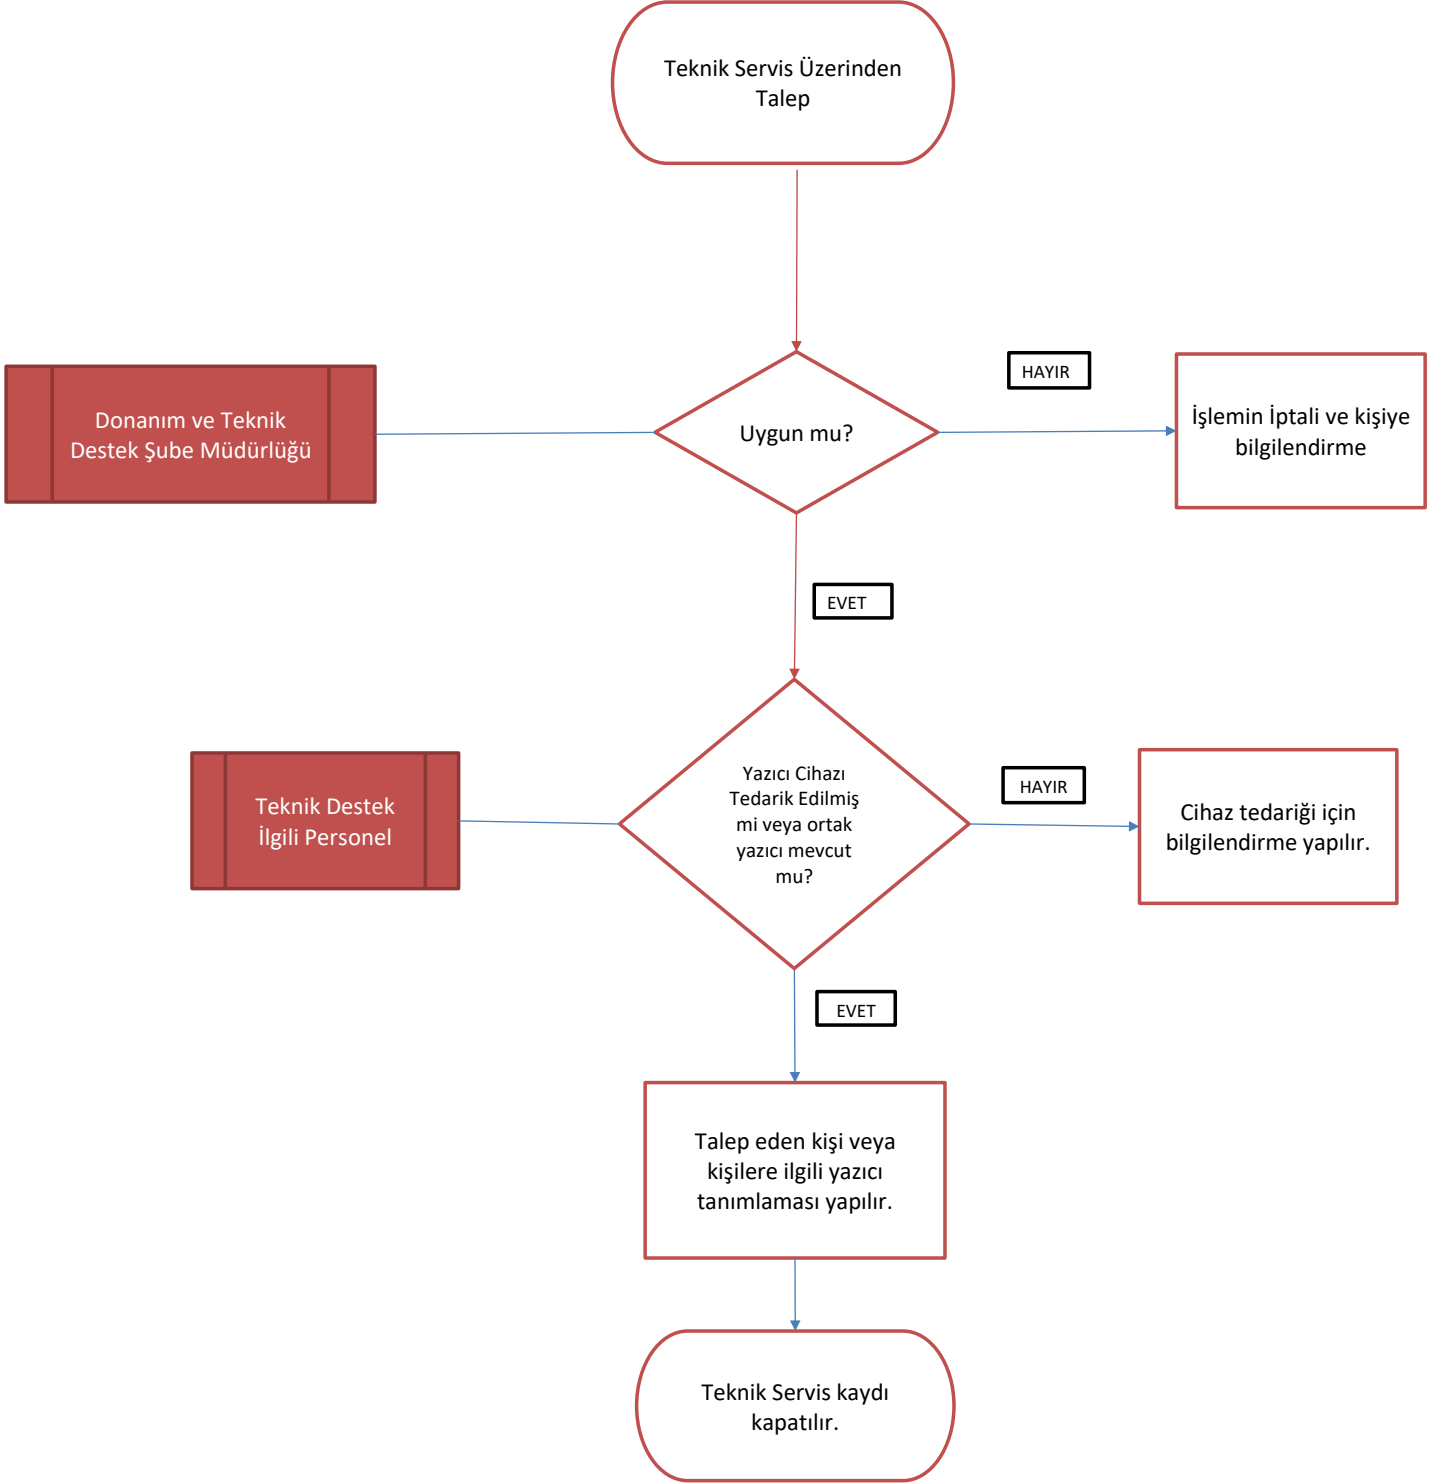 Teknik Servis Üzerinden
Talep
Donanım ve Teknik
Destek Şube Müdürlüğü
Uygun mu?
HAYIR
İşlemin İptali ve kişiye
bilgilendirme
EVET
Teknik Destek
İlgili Personel
Yazıcı Cihazı
Tedarik Edilmiş
mi veya ortak
yazıcı mevcut
mu?
HAYIR
Cihaz tedariği için
bilgilendirme yapılır.
EVET
Talep eden kişi veya
kişilere ilgili yazıcı
tanımlaması yapılır.
Teknik Servis kaydı
kapatılır.